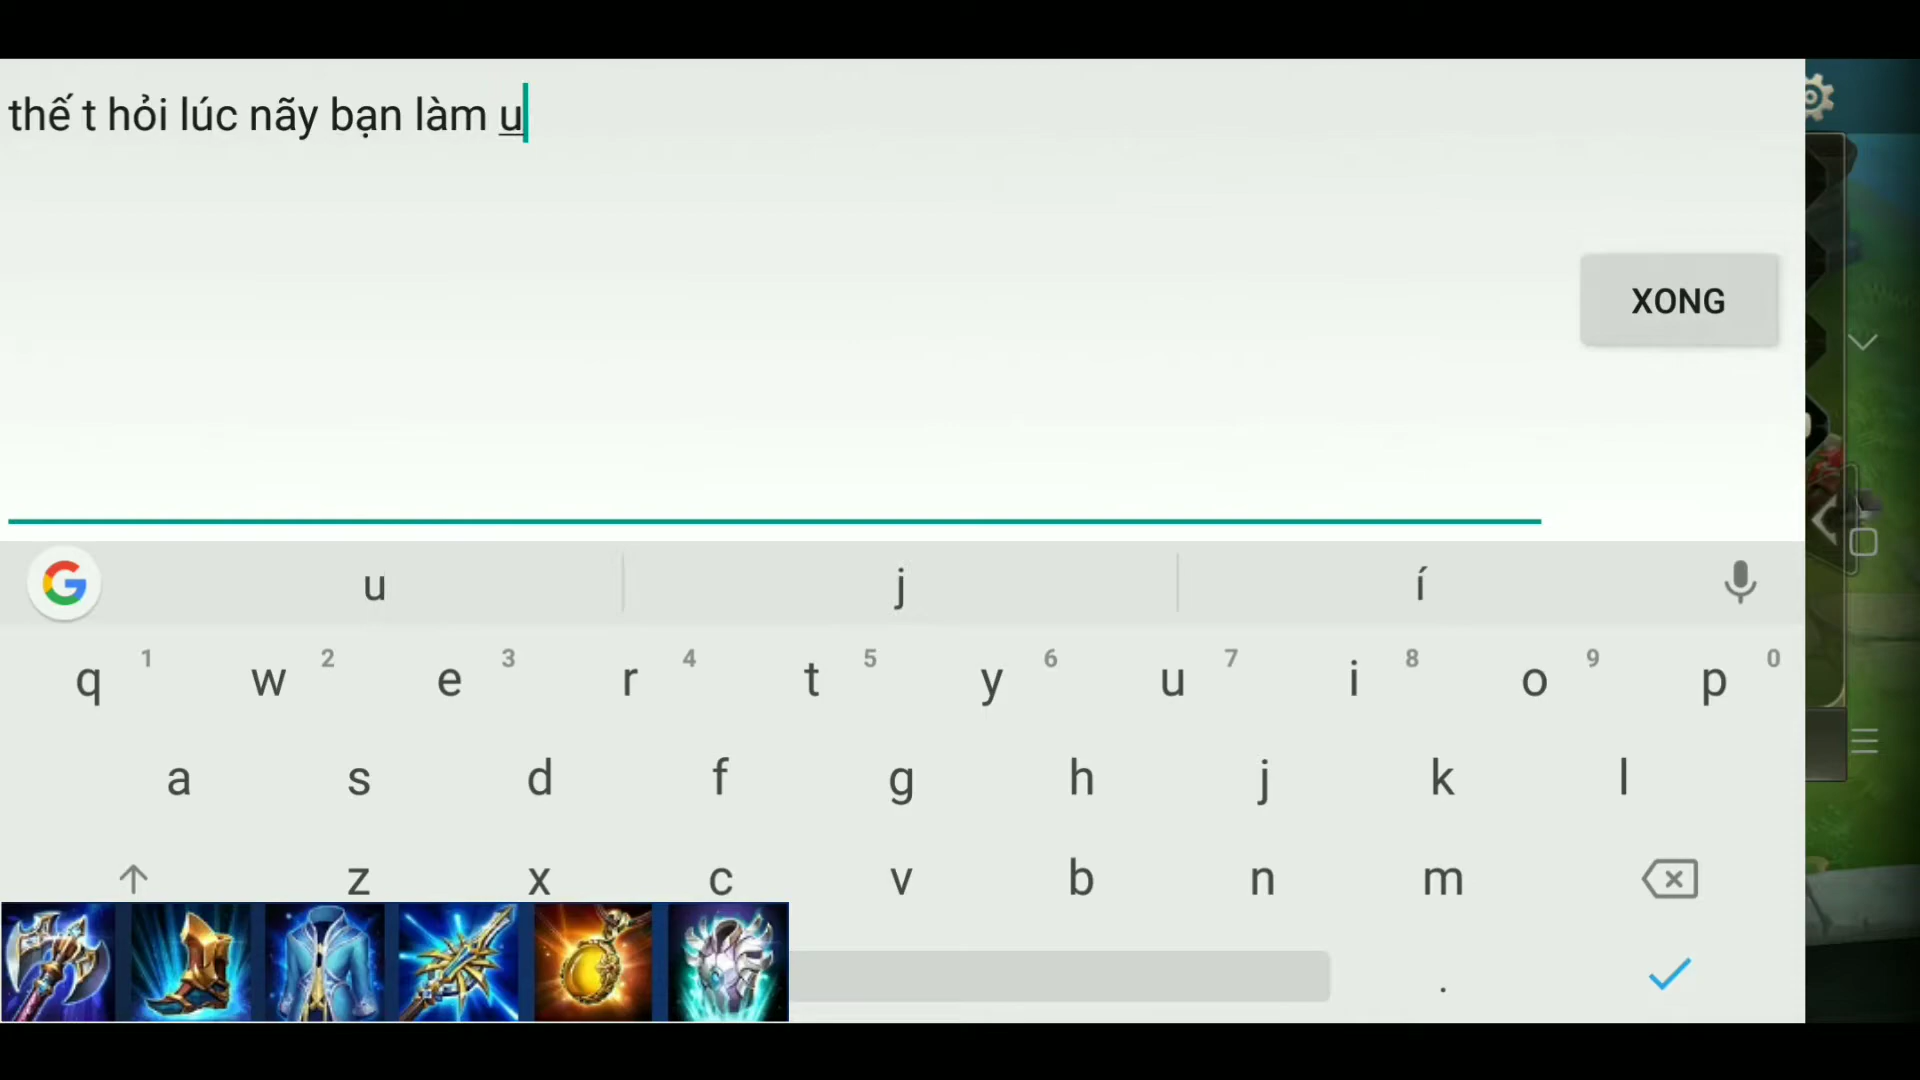 thế t hỏi lúc nãy bạn làm u
XONG
u j í
q 1 w 2 e 3 r 4 t 5 y 6 u 7 i 8 o 9 p 0
a s d f g h j k l
z x c v b n m
.